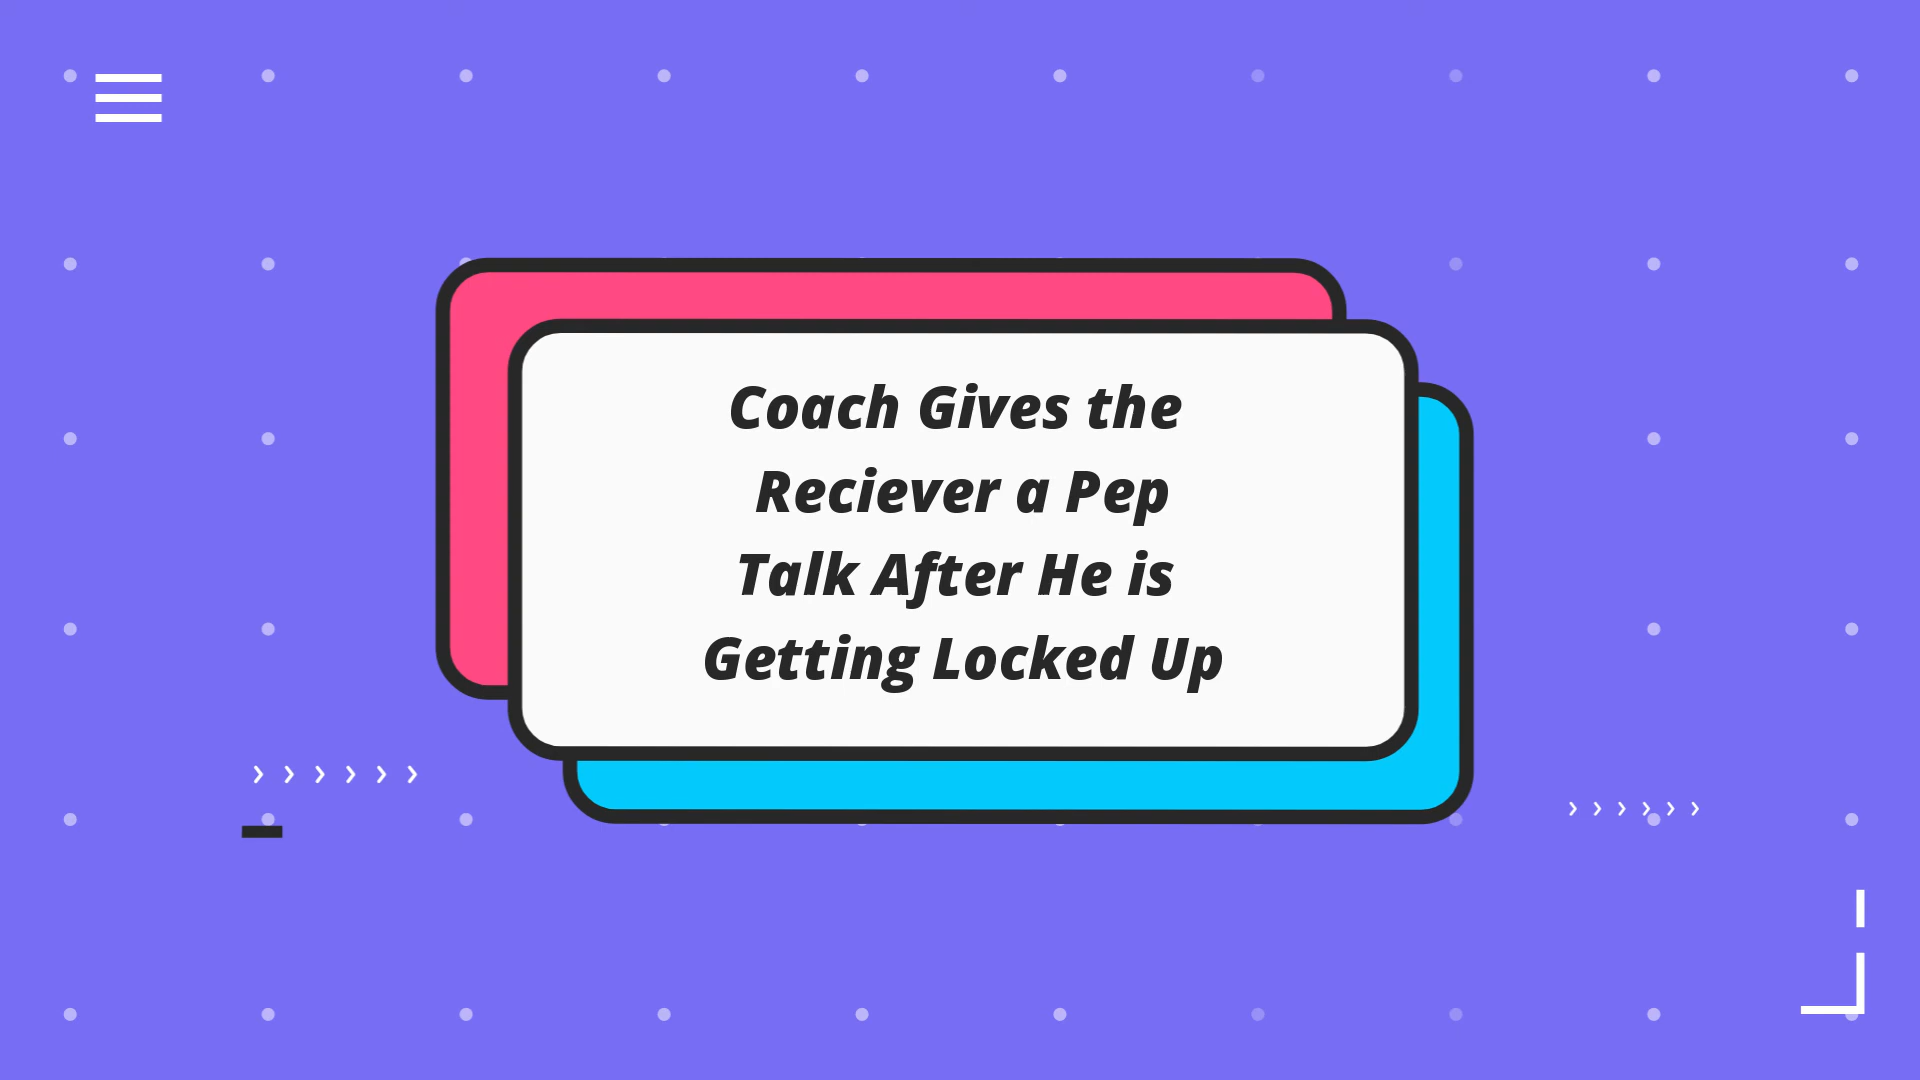 Coach Gives the
Reciever a Pep
Talk After He is
Getting Locked Up